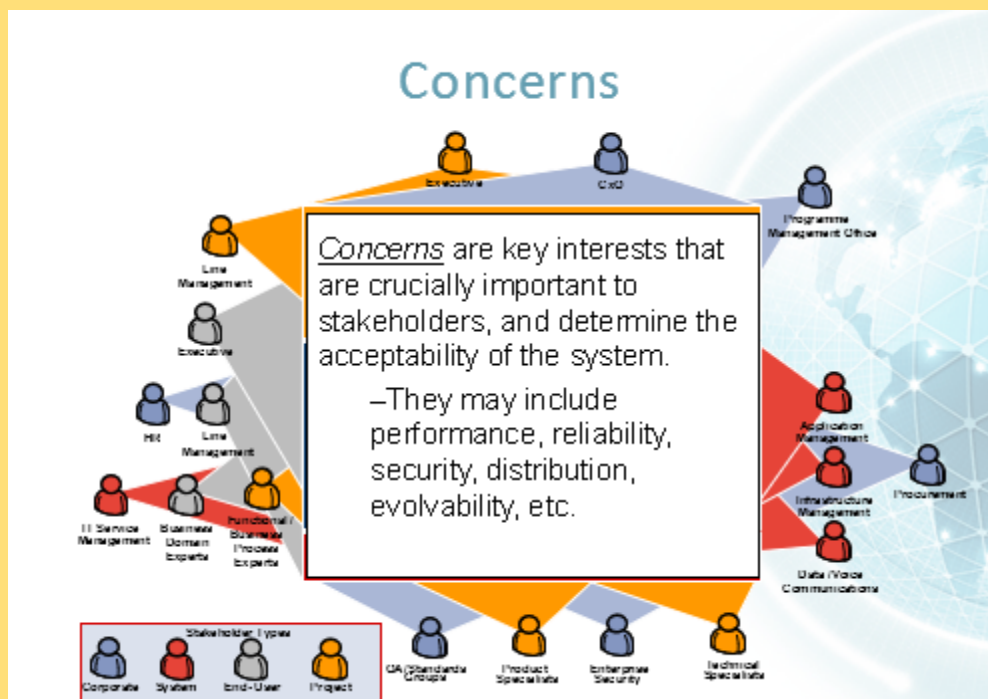 Concerns
Executive
CxO
Programme
Management Office
Line
Management
Concerns are key interests that
are crucially important to
stakeholders, and determine the
acceptability of the system.
–They may include
performance, reliability,
security, distribution,
evolvability, etc.
Executive
HR
Line
Management
Application
Management
IT Service
Management
Business
Domain
Experts
Functional /
Business
Process
Experts
Infrastructure
Management
Procurement
Data /Voice
Communications
Stakeholder Types
Corporate
System
End-User
Project
QA/Standards
Groups
Product
Specialists
Enterprise
Security
Technical
Specialists